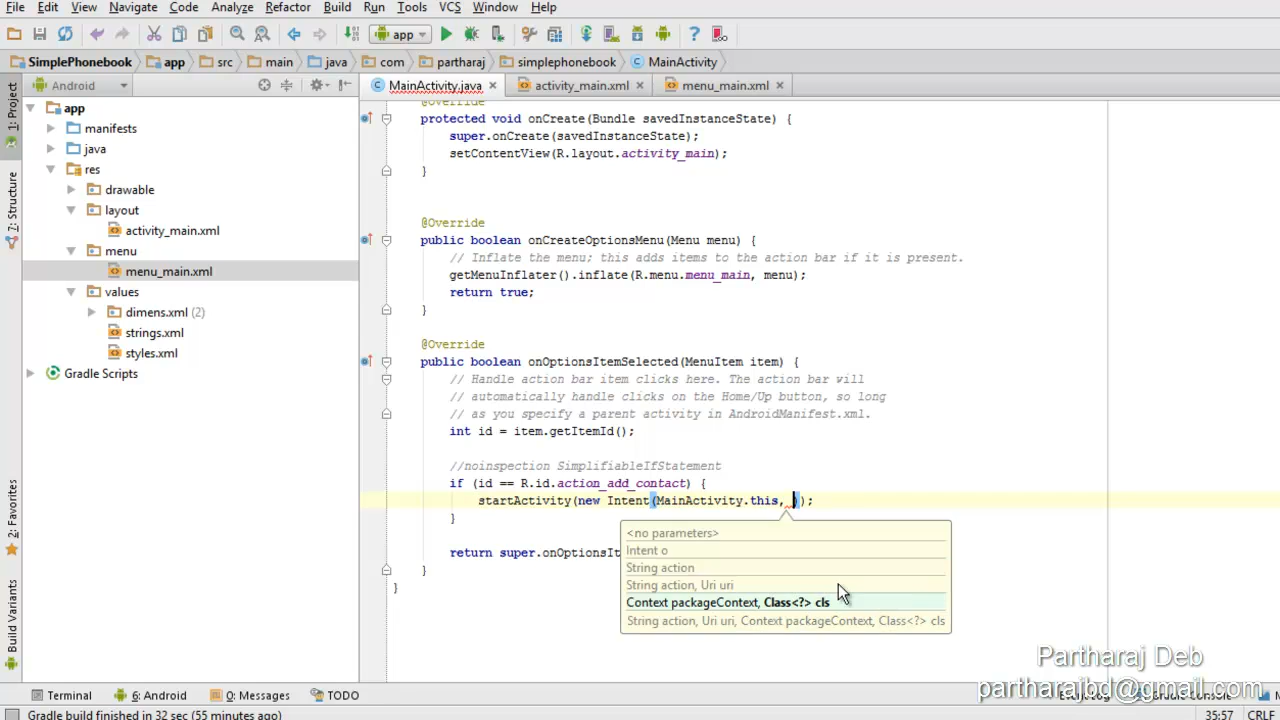 File Edit View Navigate Code Analyze Refactor Build Run Tools VCS Window Help
app
SimplePhonebook app src main java com partharaj simplephonebook MainActivity
Android MainActivity.java activity_main.xml menu_main.xml
1: Project
7: Structure
2: Favorites
Build Variants
app
manifests
java
res
drawable
layout
activity_main.xml
menu
menu_main.xml
values
dimens.xml (2)
strings.xml
styles.xml
Gradle Scripts
@Override
protected void onCreate(Bundle savedInstanceState) {
super.onCreate(savedInstanceState);
setContentView(R.layout.activity_main);
}
@Override
public boolean onCreateOptionsMenu(Menu menu) {
// Inflate the menu; this adds items to the action bar if it is present.
getMenuInflater().inflate(R.menu.menu_main, menu);
return true;
}
@Override
public boolean onOptionsItemSelected(MenuItem item) {
// Handle action bar item clicks here. The action bar will
// automatically handle clicks on the Home/Up button, so long
// as you specify a parent activity in AndroidManifest.xml.
int id = item.getItemId();
//noinspection SimplifiableIfStatement
if (id == R.id.action_add_contact) {
startActivity(new Intent(MainActivity.this, ));
}
return super.onOptionsIt
}
}
<no parameters>
Intent o
String action
String action, Uri uri
Context packageContext, Class<?> cls
String action, Uri uri, Context packageContext, Class<?> cls
Partharaj Deb
partharajbd@gmail.com
Terminal 6: Android 0: Messages TODO
Gradle build finished in 32 sec (55 minutes ago) 35:57 CRLF